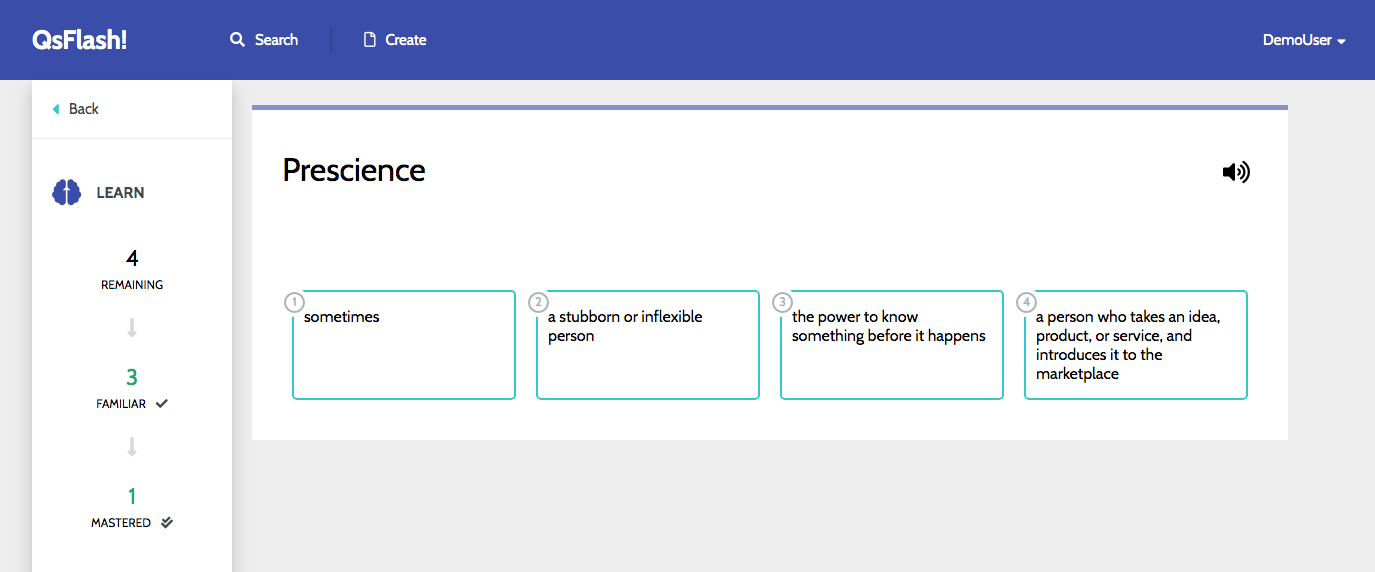 QsFlash!
Search
Create
DemoUser
Back
LEARN
4
REMAINING
3
FAMILIAR
1
MASTERED
Prescience
1
sometimes
2
a stubborn or inflexible
person
3
the power to know
something before it happens
4
a person who takes an idea,
product, or service, and
introduces it to the
marketplace